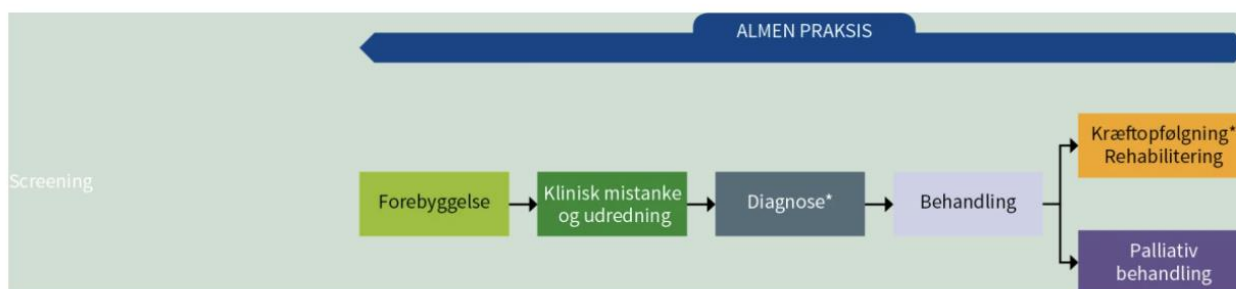 ALMEN PRAKSIS
Screening
Forebyggelse
Klinisk mistanke
og udredning
Diagnose*
Behandling
Kræftopfølgning*
Rehabilitering
Palliativ
behandling